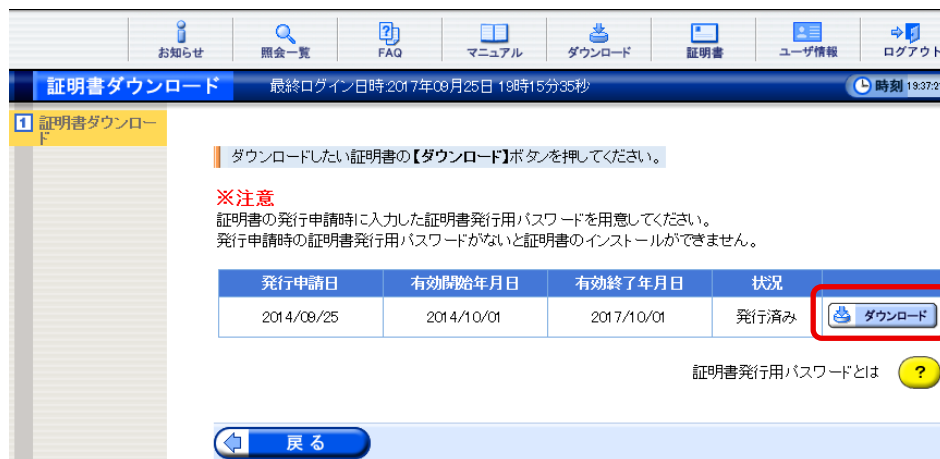 お知らせ 照会一覧 FAQ マニュアル ダウンロード 証明書 ユーザ情報 ログアウト
証明書ダウンロード 最終ログイン日時:2017年09月25日 19時15分35秒 時刻 19:37:2
1 証明書ダウンロー
ド
ダウンロードしたい証明書の【ダウンロード】ボタンを押してください。
※注意
証明書の発行申請時に入力した証明書発行用パスワードを用意してください。
発行申請時の証明書発行用パスワードがないと証明書のインストールができません。
発行申請日 有効開始年月日 有効終了年月日 状況
2014/09/25 2014/10/01 2017/10/01 発行済み ダウンロード
証明書発行用パスワードとは ?
戻る